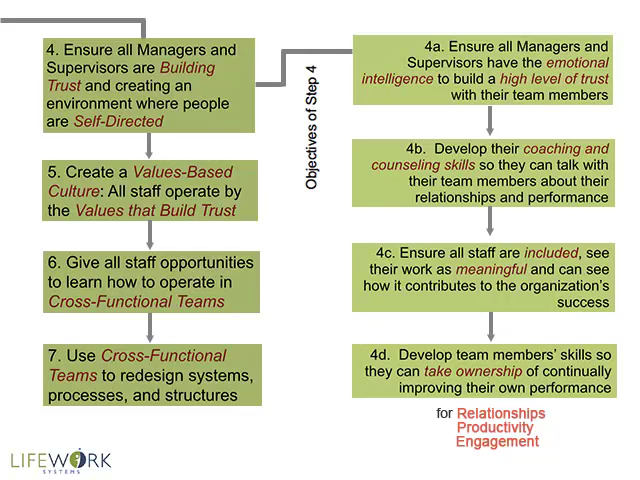 4. Ensure all Managers and
Supervisors are Building
Trust and creating an
environment where people
are Self-Directed
5. Create a Values-Based
Culture: All staff operate by
the Values that Build Trust
6. Give all staff opportunities
to learn how to operate in
Cross-Functional Teams
7. Use Cross-Functional
Teams to redesign systems,
processes, and structures
Objectives of Step 4
4a. Ensure all Managers and
Supervisors have the emotional
intelligence to build a high level of trust
with their team members
4b. Develop their coaching and
counseling skills so they can talk with
their team members about their
relationships and performance
4c. Ensure all staff are included, see
their work as meaningful and can see
how it contributes to the organization's
success
4d. Develop team members' skills so
they can take ownership of continually
improving their own performance
for Relationships
Productivity
Engagement
LIFEWORK
SYSTEMS